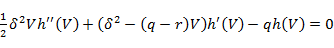 ½δ²Vh′′(V) + (δ² − (q − r)V)h′(V) − qh(V) = 0